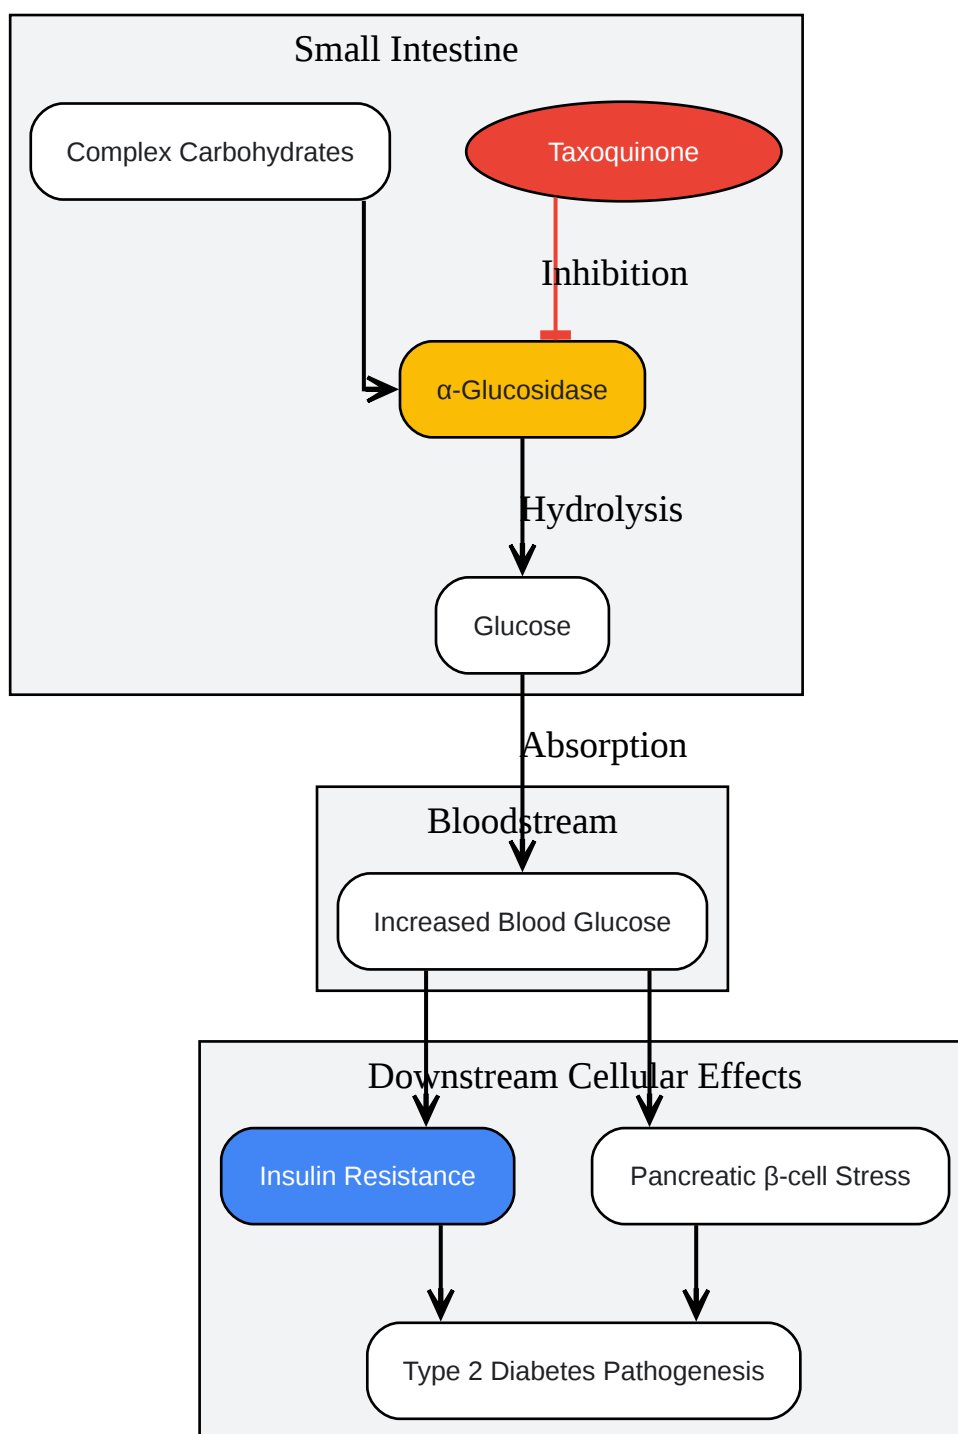 Small Intestine
Complex Carbohydrates
Taxoquinone
Inhibition
α-Glucosidase
Hydrolysis
Glucose
Absorption
Bloodstream
Increased Blood Glucose
Downstream Cellular Effects
Insulin Resistance
Pancreatic β-cell Stress
Type 2 Diabetes Pathogenesis